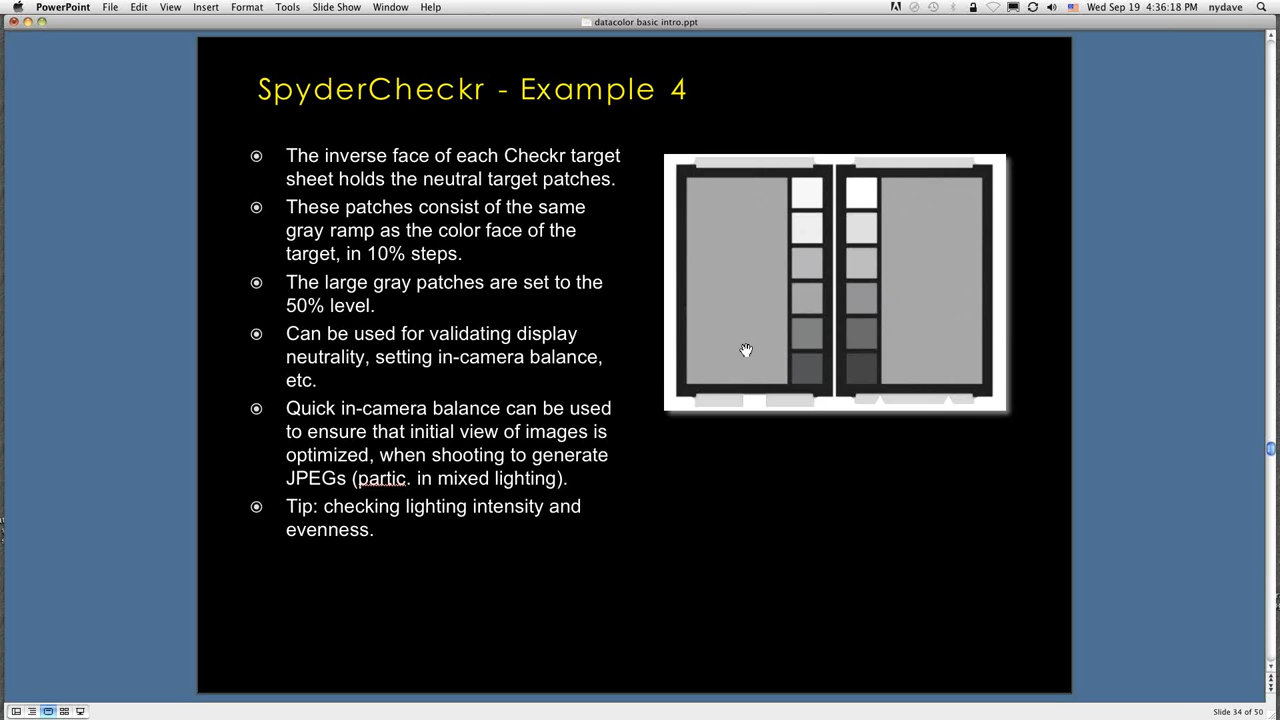 PowerPoint File Edit View Insert Format Tools Slide Show Window Help Wed Sep 19 4:36:18 PM nydave
datacolor basic intro.ppt
SpyderCheckr - Example 4
The inverse face of each Checkr target
sheet holds the neutral target patches.
These patches consist of the same
gray ramp as the color face of the
target, in 10% steps.
The large gray patches are set to the
50% level.
Can be used for validating display
neutrality, setting in-camera balance,
etc.
Quick in-camera balance can be used
to ensure that initial view of images is
optimized, when shooting to generate
JPEGs (partic. in mixed lighting).
Tip: checking lighting intensity and
evenness.
Slide 34 of 50